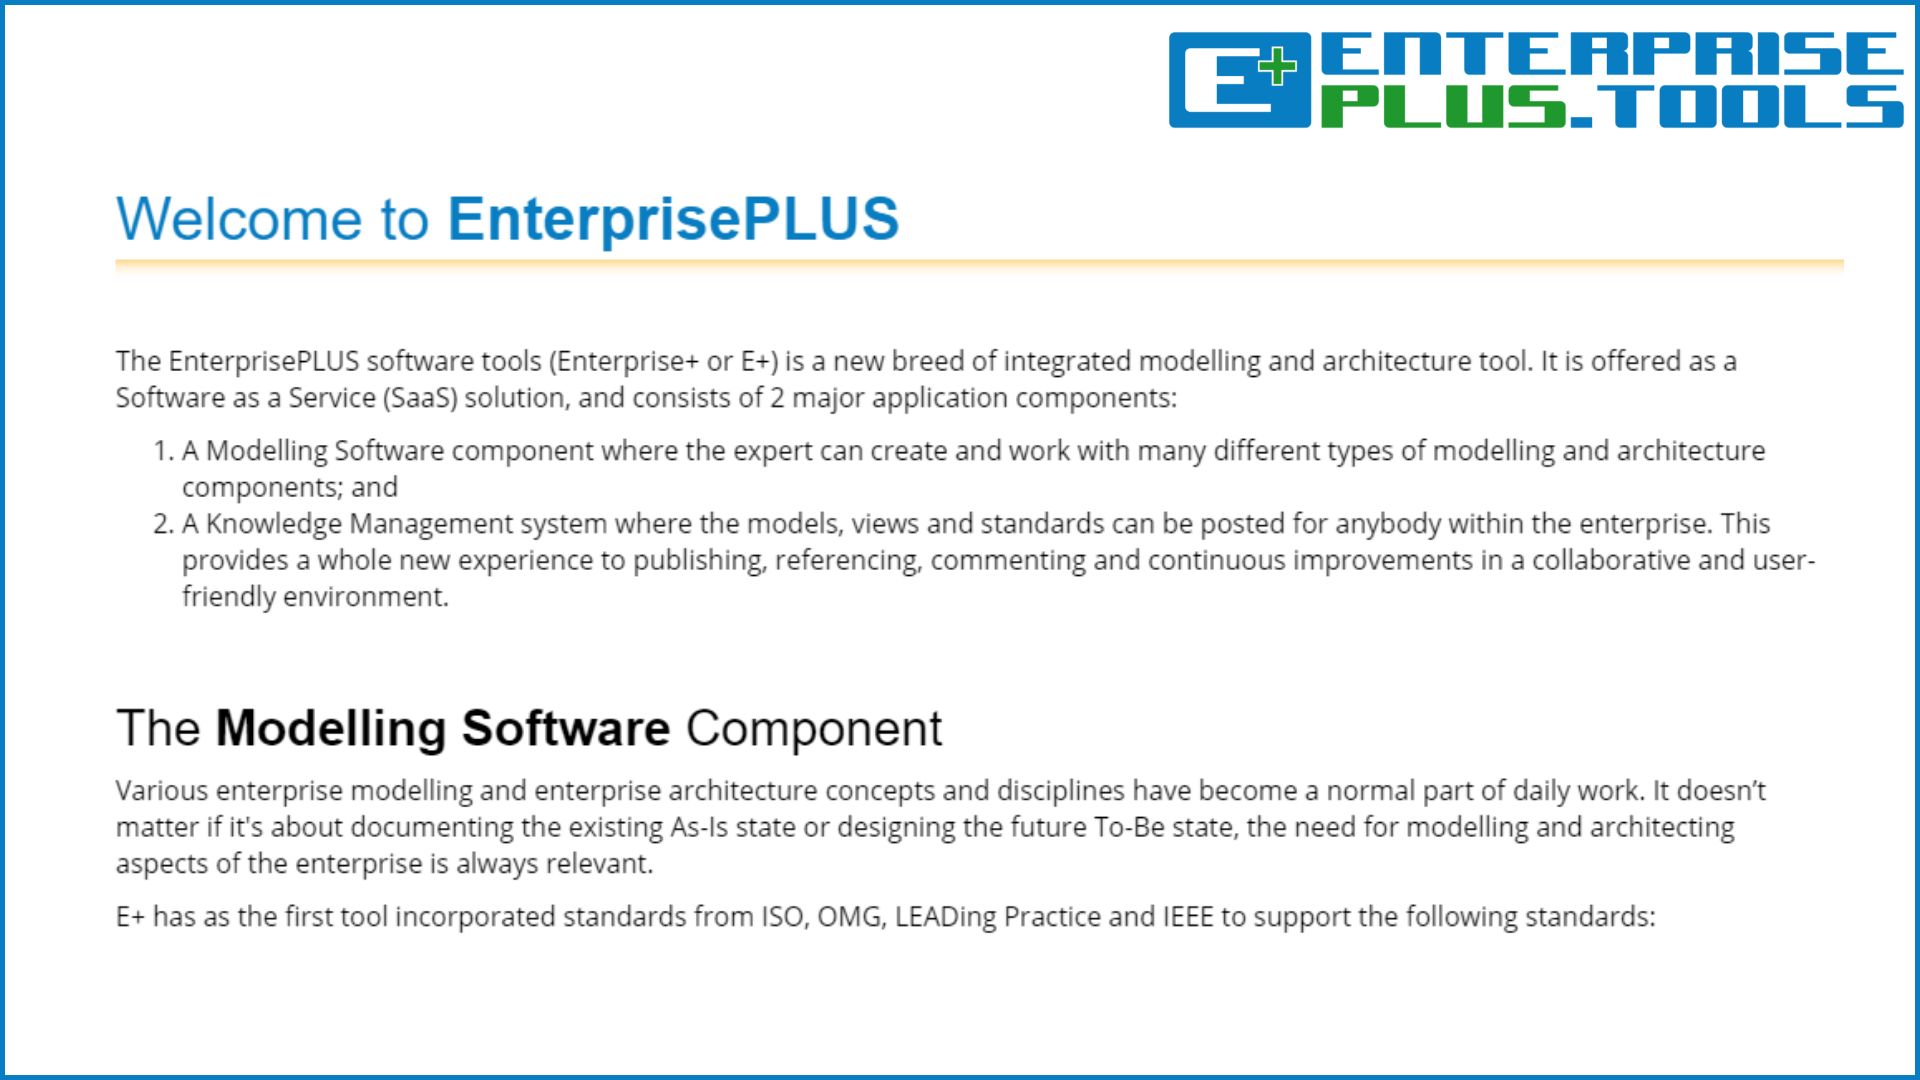 E+ ENTERPRISE
PLUS.TOOLS
Welcome to EnterprisePLUS
The EnterprisePLUS software tools (Enterprise+ or E+) is a new breed of integrated modelling and architecture tool. It is offered as a
Software as a Service (SaaS) solution, and consists of 2 major application components:
1. A Modelling Software component where the expert can create and work with many different types of modelling and architecture
components; and
2. A Knowledge Management system where the models, views and standards can be posted for anybody within the enterprise. This
provides a whole new experience to publishing, referencing, commenting and continuous improvements in a collaborative and user-
friendly environment.
The Modelling Software Component
Various enterprise modelling and enterprise architecture concepts and disciplines have become a normal part of daily work. It doesn’t
matter if it's about documenting the existing As-Is state or designing the future To-Be state, the need for modelling and architecting
aspects of the enterprise is always relevant.
E+ has as the first tool incorporated standards from ISO, OMG, LEADing Practice and IEEE to support the following standards: